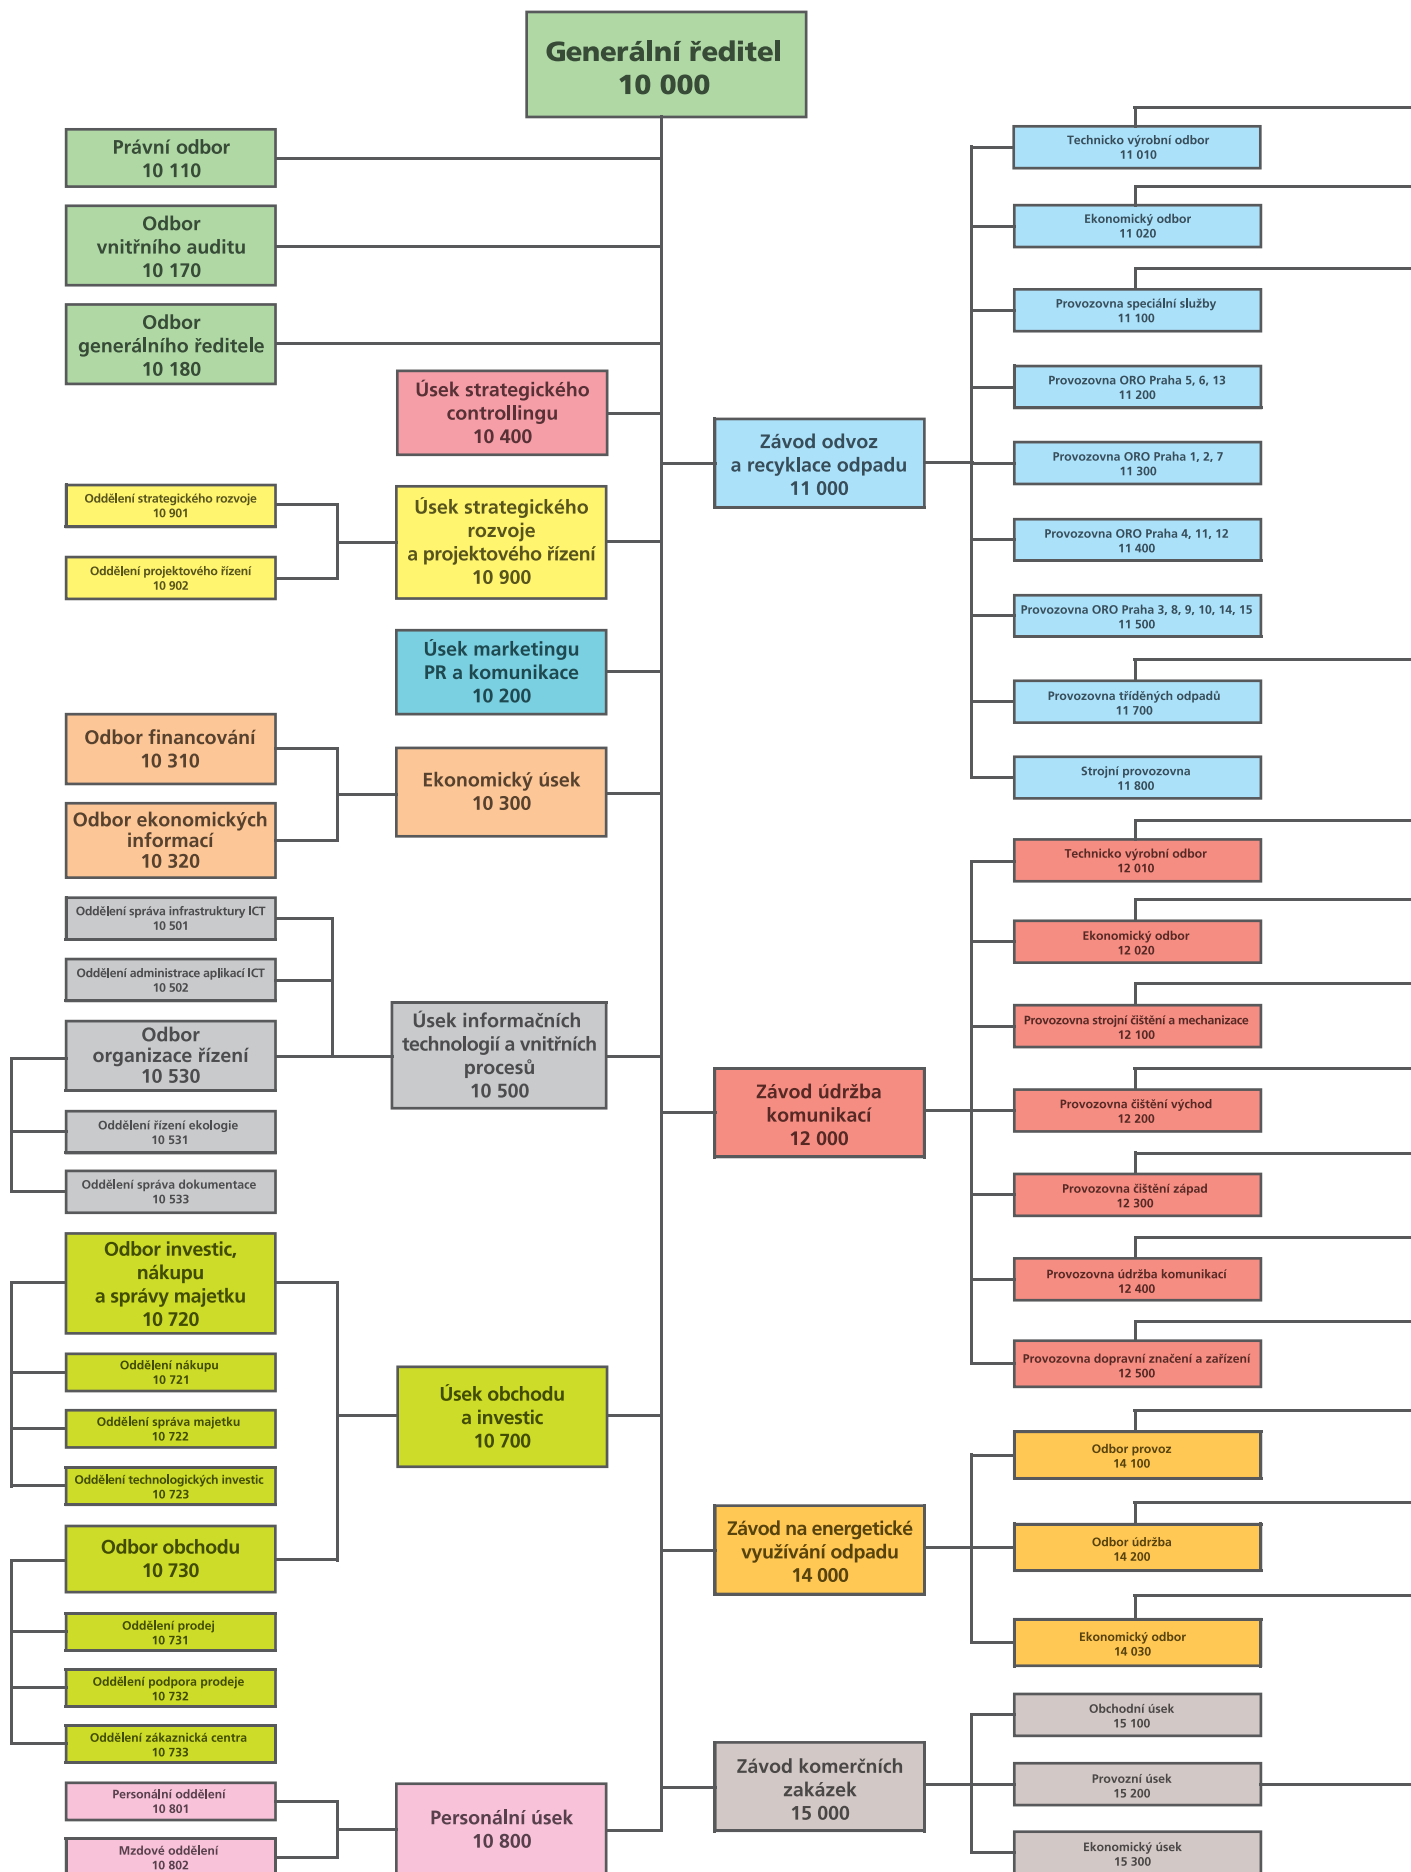 Generální ředitel
10 000
Právní odbor
10 110
Odbor
vnitřního auditu
10 170
Odbor
generálního ředitele
10 180
Úsek strategického
controllingu
10 400
Oddělení strategického rozvoje
10 901
Oddělení projektového řízení
10 902
Úsek strategického
rozvoje
a projektového řízení
10 900
Úsek marketingu
PR a komunikace
10 200
Odbor financování
10 310
Odbor ekonomických
informací
10 320
Ekonomický úsek
10 300
Oddělení správa infrastruktury ICT
10 501
Oddělení administrace aplikací ICT
10 502
Odbor
organizace řízení
10 530
Oddělení řízení ekologie
10 531
Oddělení správa dokumentace
10 533
Úsek informačních
technologií a vnitřních
procesů
10 500
Odbor investic,
nákupu
a správy majetku
10 720
Oddělení nákupu
10 721
Oddělení správa majetku
10 722
Oddělení technologických investic
10 723
Odbor obchodu
10 730
Oddělení prodej
10 731
Oddělení podpora prodeje
10 732
Oddělení zákaznická centra
10 733
Úsek obchodu
a investic
10 700
Personální oddělení
10 801
Mzdové oddělení
10 802
Personální úsek
10 800
Závod odvoz
a recyklace odpadu
11 000
Technicko výrobní odbor
11 010
Ekonomický odbor
11 020
Provozovna speciální služby
11 100
Provozovna ORO Praha 5, 6, 13
11 200
Provozovna ORO Praha 1, 2, 7
11 300
Provozovna ORO Praha 4, 11, 12
11 400
Provozovna ORO Praha 3, 8, 9, 10, 14, 15
11 500
Provozovna tříděných odpadů
11 700
Strojní provozovna
11 800
Závod údržba
komunikací
12 000
Technicko výrobní odbor
12 010
Ekonomický odbor
12 020
Provozovna strojní čištění a mechanizace
12 100
Provozovna čištění východ
12 200
Provozovna čištění západ
12 300
Provozovna údržba komunikací
12 400
Provozovna dopravní značení a zařízení
12 500
Závod na energetické
využívání odpadu
14 000
Odbor provoz
14 100
Odbor údržba
14 200
Ekonomický odbor
14 030
Závod komerčních
zakázek
15 000
Obchodní úsek
15 100
Provozní úsek
15 200
Ekonomický úsek
15 300